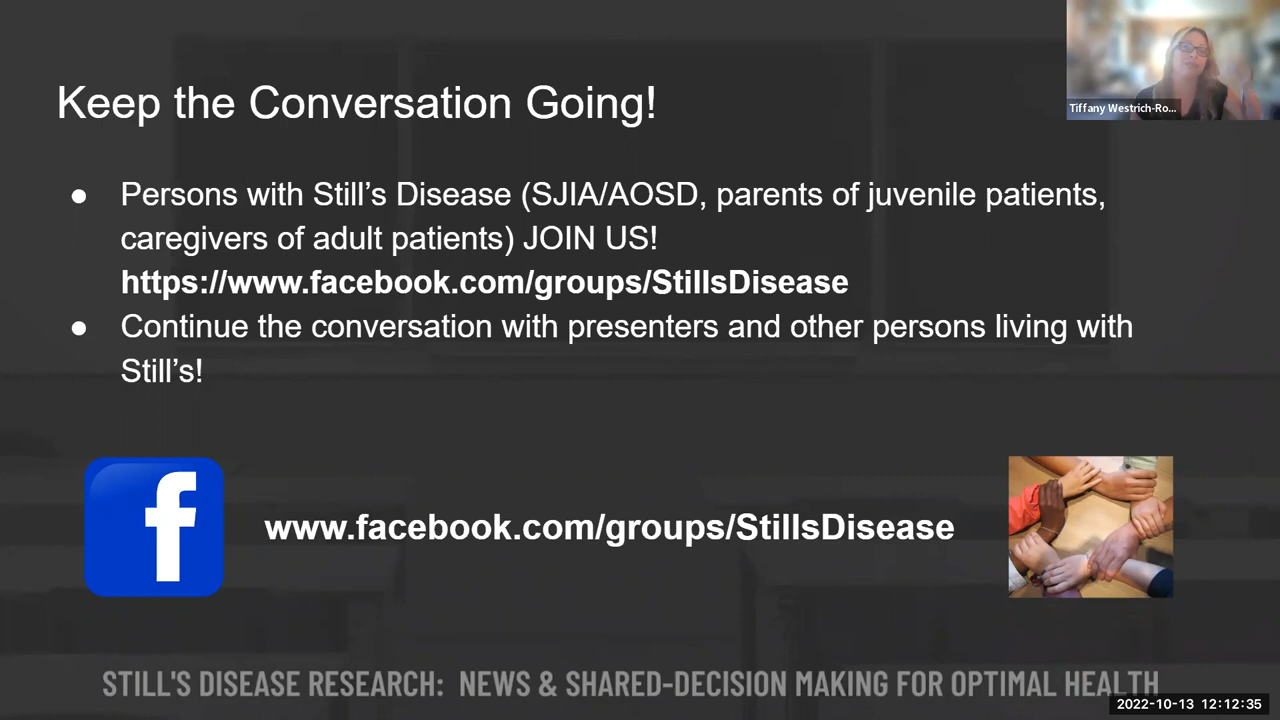 Keep the Conversation Going!
Tiffany Westrich-Ro...
● Persons with Still’s Disease (SJIA/AOSD, parents of juvenile patients,
caregivers of adult patients) JOIN US!
https://www.facebook.com/groups/StillsDisease
● Continue the conversation with presenters and other persons living with
Still’s!
f
www.facebook.com/groups/StillsDisease
STILL'S DISEASE RESEARCH: NEWS & SHARED-DECISION MAKING FOR OPTIMAL HEALTH
2022-10-13 12:12:35